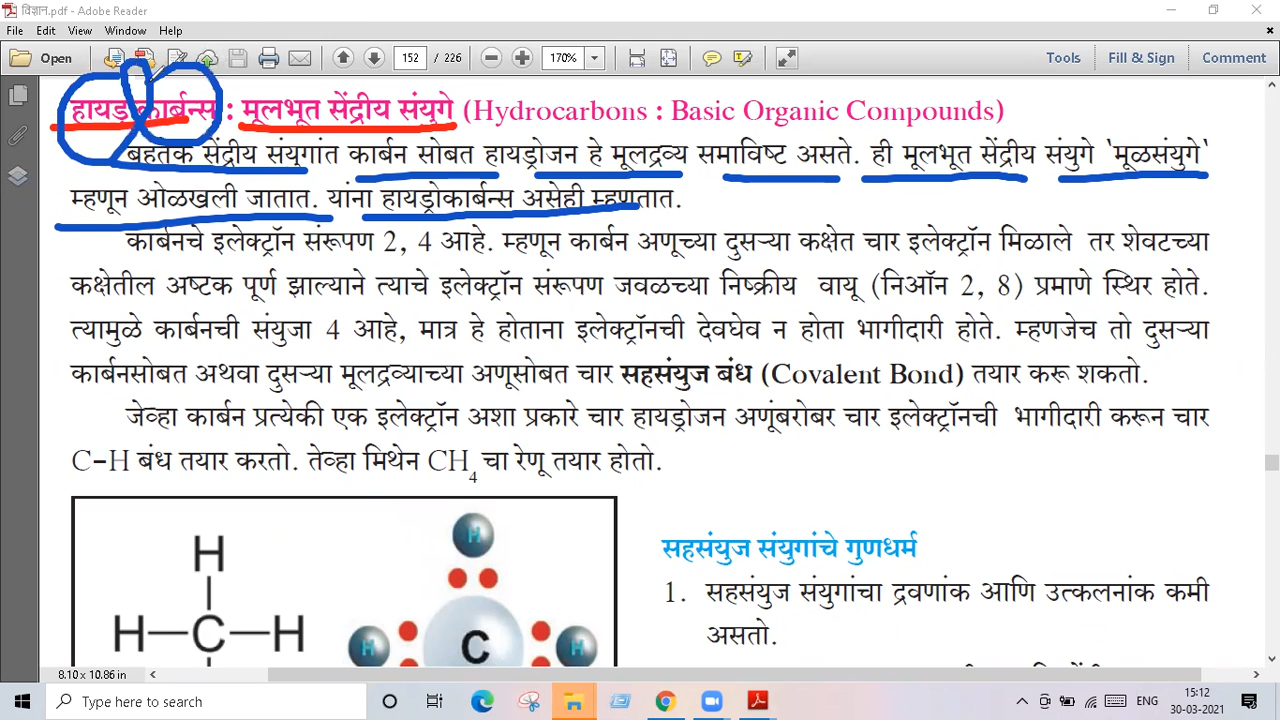 विज्ञान.pdf - Adobe Reader
File Edit View Window Help
Open 152 / 226 170% Tools Fill & Sign Comment
हायड्रोकार्बन्स : मूलभूत सेंद्रीय संयुगे (Hydrocarbons : Basic Organic Compounds)
बहुतेक सेंद्रीय संयुगांत कार्बन सोबत हायड्रोजन हे मूलद्रव्य समाविष्ट असते. ही मूलभूत सेंद्रीय संयुगे 'मूळसंयुगे'
म्हणून ओळखली जातात. यांना हायड्रोकार्बन्स असेही म्हणतात.
कार्बनचे इलेक्ट्रॉन संरूपण 2, 4 आहे. म्हणून कार्बन अणूच्या दुसऱ्या कक्षेत चार इलेक्ट्रॉन मिळाले तर शेवटच्या
कक्षेतील अष्टक पूर्ण झाल्याने त्याचे इलेक्ट्रॉन संरूपण जवळच्या निष्क्रीय वायू (निऑन 2, 8) प्रमाणे स्थिर होते.
त्यामुळे कार्बनची संयुजा 4 आहे, मात्र हे होताना इलेक्ट्रॉनची देवघेव न होता भागीदारी होते. म्हणजेच तो दुसऱ्या
कार्बनसोबत अथवा दुसऱ्या मूलद्रव्याच्या अणूसोबत चार सहसंयुज बंध (Covalent Bond) तयार करू शकतो.
जेव्हा कार्बन प्रत्येकी एक इलेक्ट्रॉन अशा प्रकारे चार हायड्रोजन अणूंबरोबर चार इलेक्ट्रॉनची भागीदारी करून चार
C-H बंध तयार करतो. तेव्हा मिथेन CH4 चा रेणू तयार होतो.
H
H-C-H
H
H C H
सहसंयुज संयुगांचे गुणधर्म
1. सहसंयुज संयुगांचा द्रवणांक आणि उत्कलनांक कमी
असतो.
8.10 x 10.86 in
Type here to search
ENG
15:12
30-03-2021